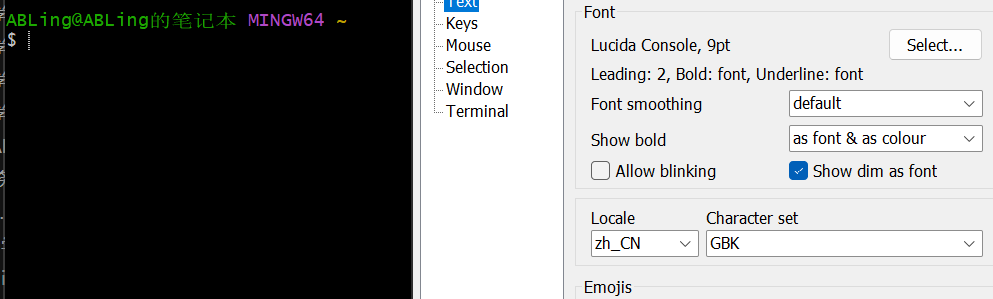 ABLing@ABLing的笔记本 MINGW64 ~
$
Text
Keys
Mouse
Selection
Window
Terminal
Font
Lucida Console, 9pt
Select...
Leading: 2, Bold: font, Underline: font
Font smoothing
default
Show bold
as font & as colour
Allow blinking
Show dim as font
Locale
Character set
zh_CN
GBK
Emojis